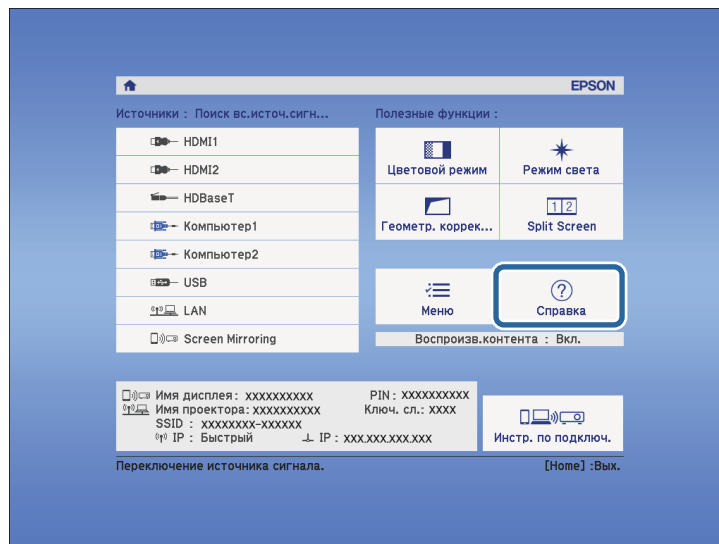 EPSON
Источники : Поиск вс.источ.сигн...
HDMI1
HDMI2
HDBaseT
Компьютер1
Компьютер2
USB
LAN
Screen Mirroring
Полезные функции :
Цветовой режим
Режим света
Геометр. коррек...
1 2
Split Screen
Меню
Справка
Воспроизв.контента : Вкл.
Имя дисплея: xxxxxxxxxx PIN: xxxxxxxxxx
Имя проектора: xxxxxxxxxx Ключ. сл.: xxxx
SSID : xxxxxxxx-xxxxxx
IP : Быстрый IP : xxx.xxx.xxx.xxx
Инстр. по подключ.
Переключение источника сигнала. [Home] :Вых.